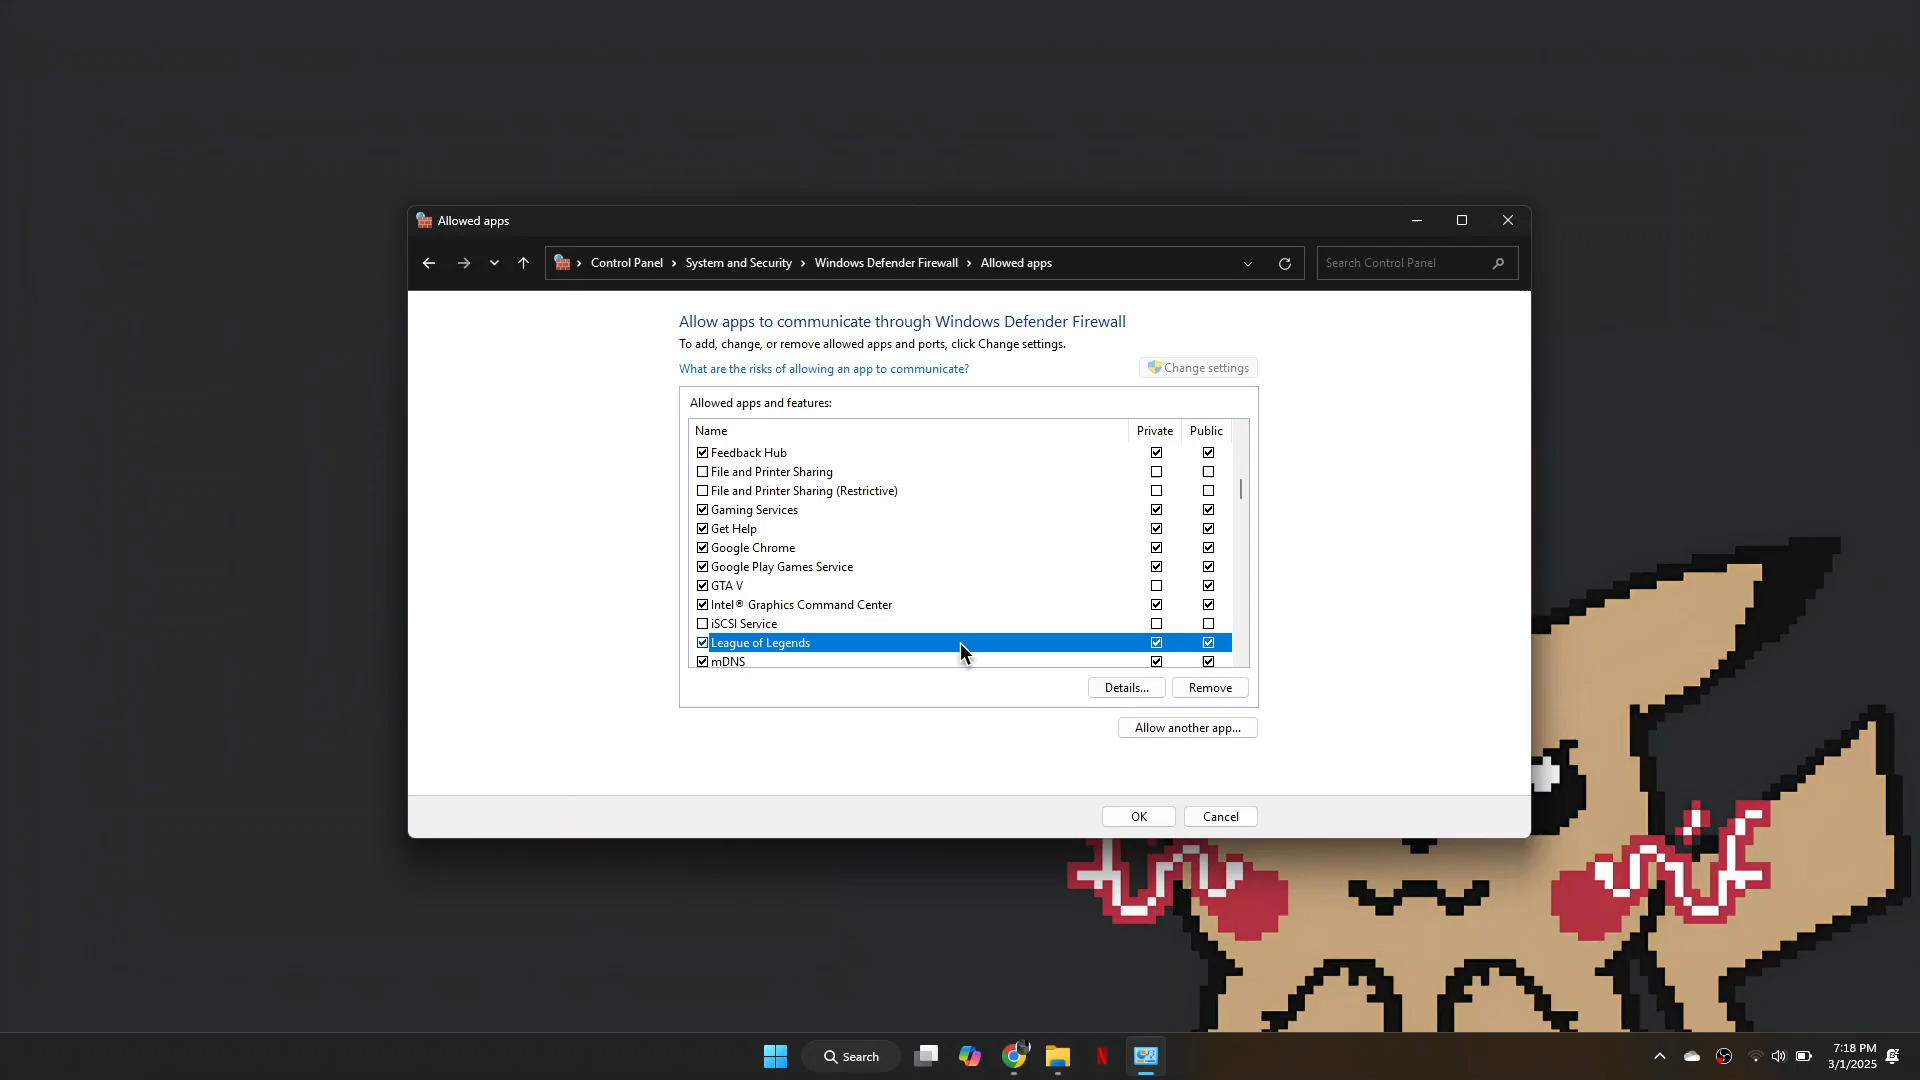 Allowed apps
Control Panel > System and Security > Windows Defender Firewall > Allowed apps
Search Control Panel
Allow apps to communicate through Windows Defender Firewall
To add, change, or remove allowed apps and ports, click Change settings.
What are the risks of allowing an app to communicate?
Change settings
Allowed apps and features:
Name Private Public
Feedback Hub
File and Printer Sharing
File and Printer Sharing (Restrictive)
Gaming Services
Get Help
Google Chrome
Google Play Games Service
GTA V
Intel® Graphics Command Center
iSCSI Service
League of Legends
mDNS
Details... Remove
Allow another app...
OK Cancel
Search
N
7:18 PM
3/1/2025